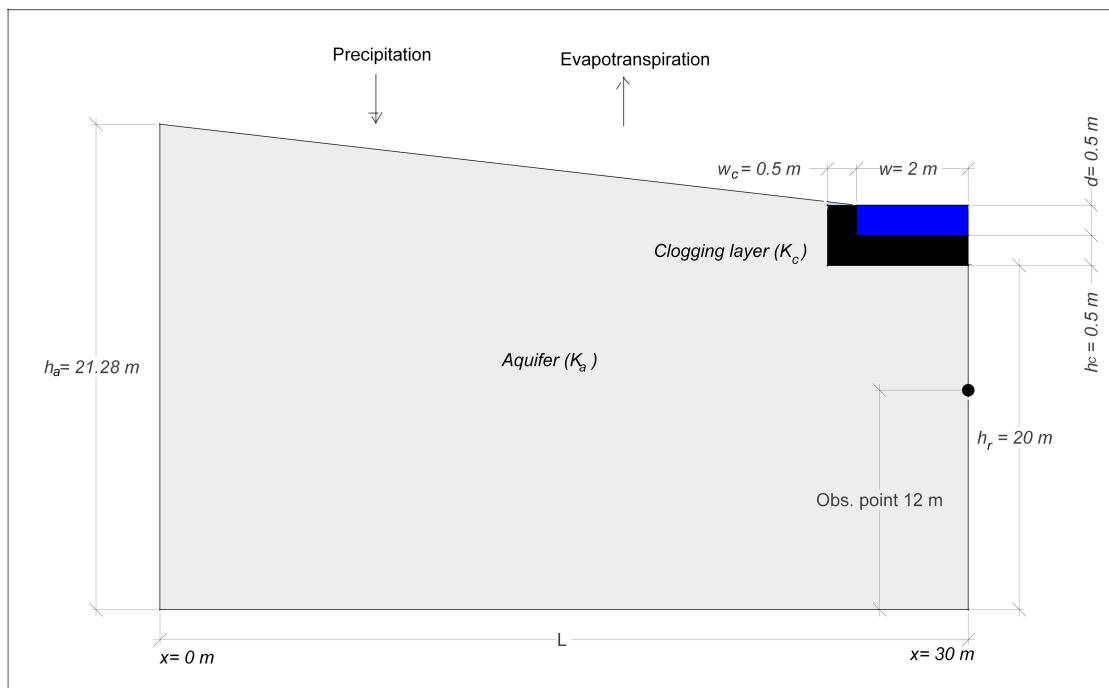 Precipitation
Evapotranspiration
w_c = 0.5 m
w= 2 m
d= 0.5 m
Clogging layer (K_c)
h_c= 0.5 m
h_a= 21.28 m
Aquifer (K_a)
h_r = 20 m
Obs. point 12 m
L
x= 0 m
x= 30 m